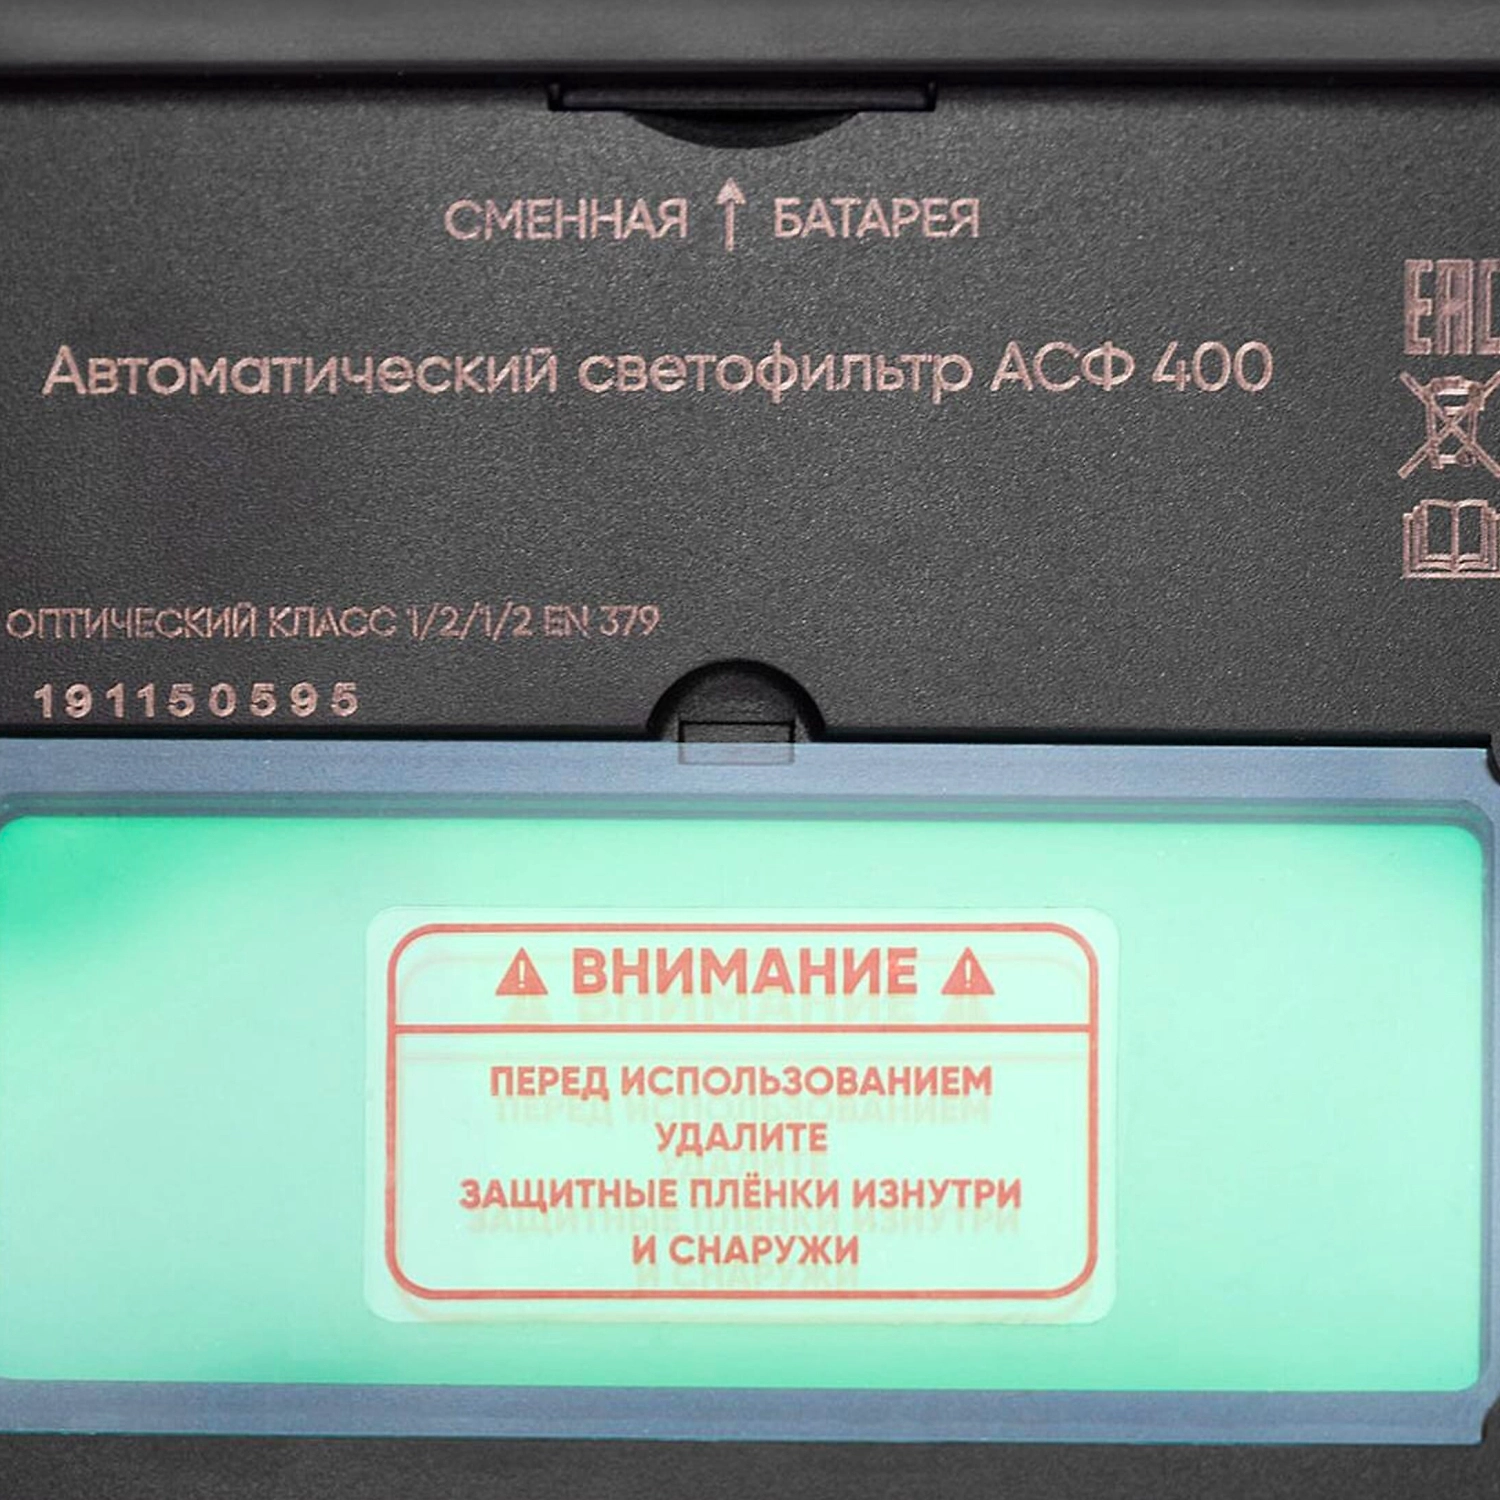 СМЕННАЯ ↑ БАТАРЕЯ
EAC
Автоматический светофильтр АСФ 400
ОПТИЧЕСКИЙ КЛАСС 1/2/1/2 EN 379
191150595
ВНИМАНИЕ
ПЕРЕД ИСПОЛЬЗОВАНИЕМ
УДАЛИТЕ
ЗАЩИТНЫЕ ПЛЁНКИ ИЗНУТРИ
И СНАРУЖИ